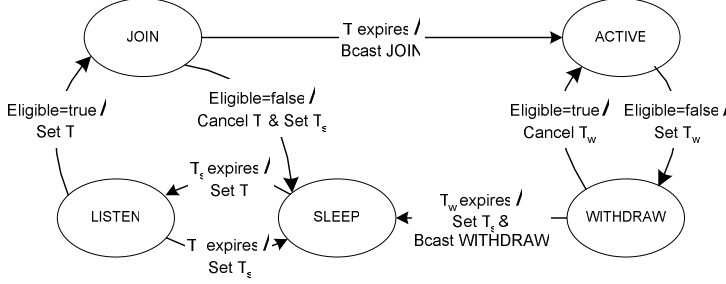 T expires /
Bcast JOIN
JOIN
ACTIVE
Eligible=true /
Set T
Eligible=false /
Cancel T & Set Ts
Eligible=true /
Cancel Tw
Eligible=false /
Set Tw
Ts expires /
Set T
LISTEN
SLEEP
Tw expires /
Set Ts &
Bcast WITHDRAW
WITHDRAW
T expires /
Set Ts